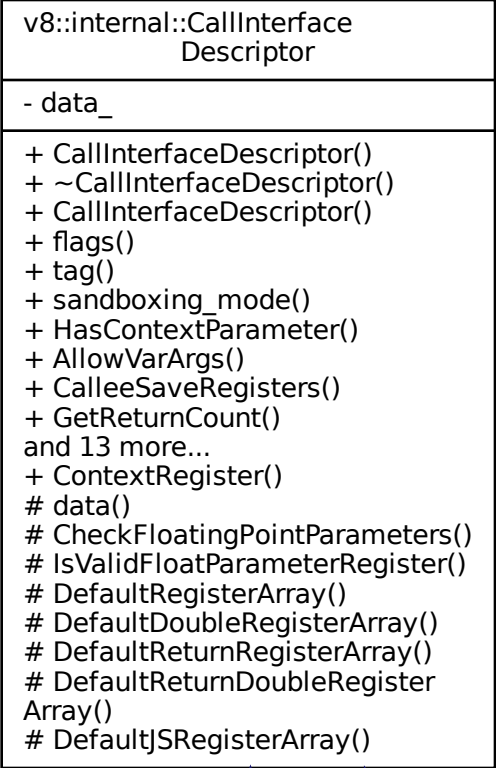 v8::internal::CallInterface
Descriptor
- data_
+ CallInterfaceDescriptor()
+ ~CallInterfaceDescriptor()
+ CallInterfaceDescriptor()
+ flags()
+ tag()
+ sandboxing_mode()
+ HasContextParameter()
+ AllowVarArgs()
+ CalleeSaveRegisters()
+ GetReturnCount()
and 13 more...
+ ContextRegister()
# data()
# CheckFloatingPointParameters()
# IsValidFloatParameterRegister()
# DefaultRegisterArray()
# DefaultDoubleRegisterArray()
# DefaultReturnRegisterArray()
# DefaultReturnDoubleRegister
Array()
# DefaultJSRegisterArray()